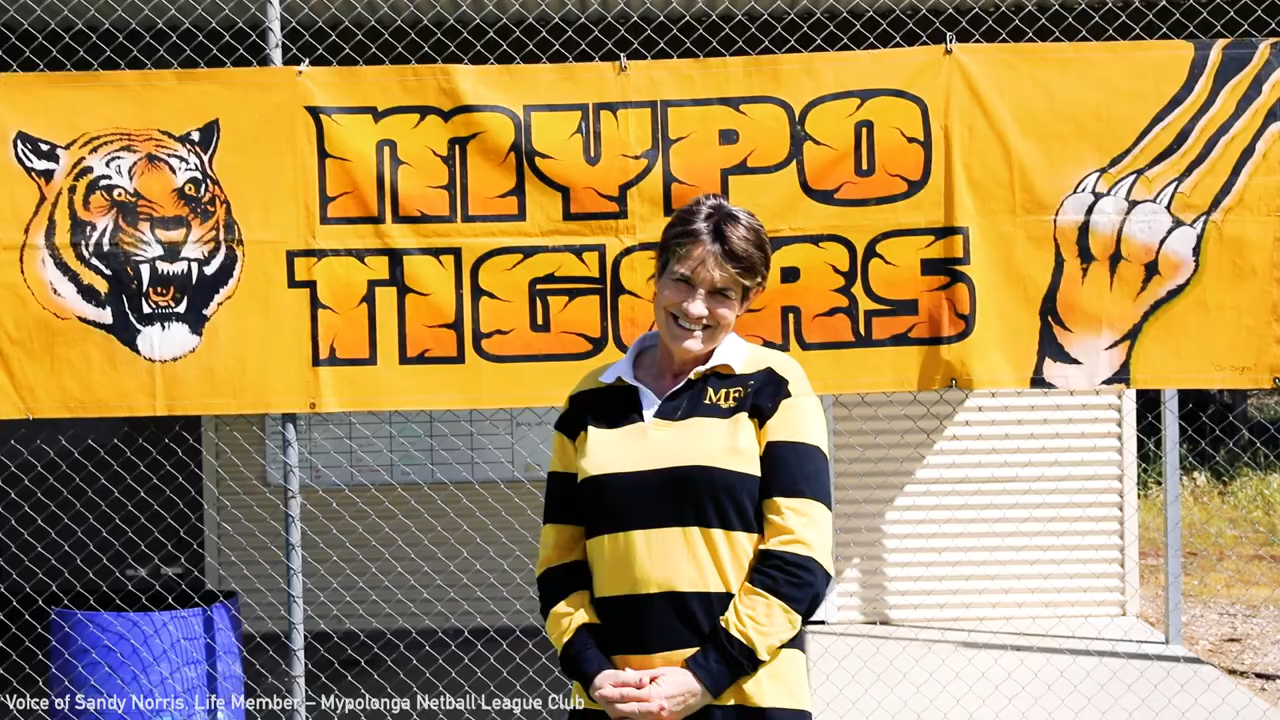 MYPO
TIGERS
MF
Voice of Sandy Norris, Life Member – Mypolonga Netball League Club